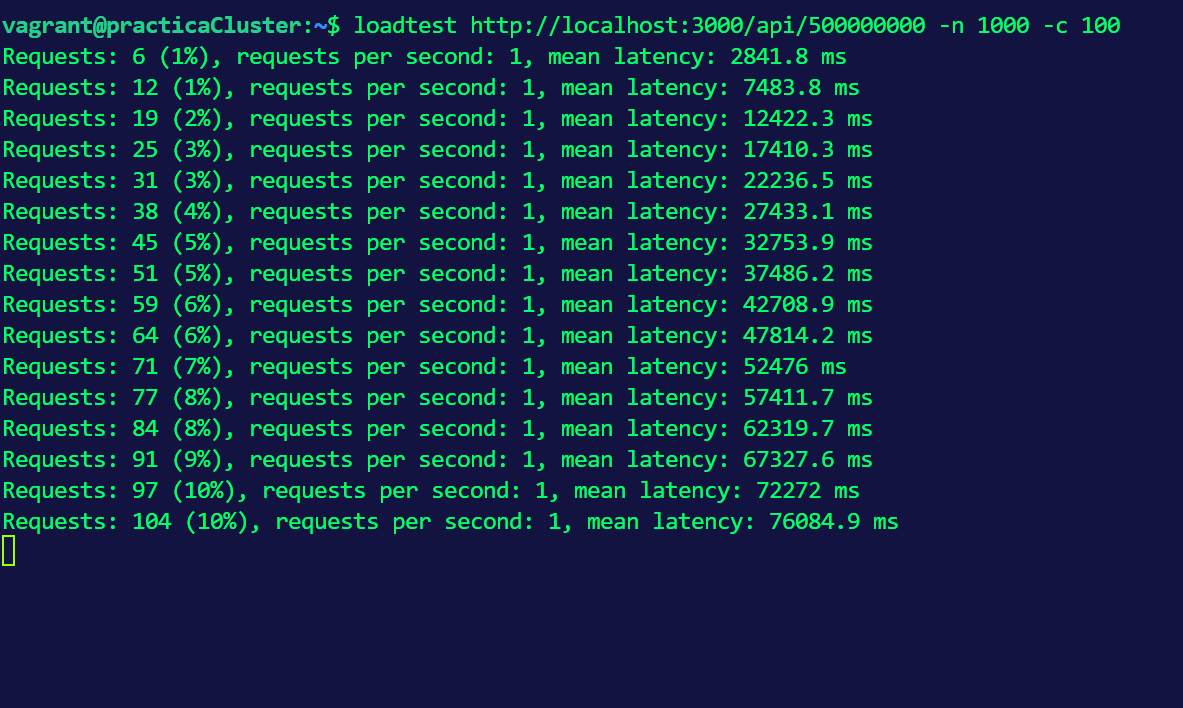 vagrant@practicaCluster:~$ loadtest http://localhost:3000/api/500000000 -n 1000 -c 100
Requests: 6 (1%), requests per second: 1, mean latency: 2841.8 ms
Requests: 12 (1%), requests per second: 1, mean latency: 7483.8 ms
Requests: 19 (2%), requests per second: 1, mean latency: 12422.3 ms
Requests: 25 (3%), requests per second: 1, mean latency: 17410.3 ms
Requests: 31 (3%), requests per second: 1, mean latency: 22236.5 ms
Requests: 38 (4%), requests per second: 1, mean latency: 27433.1 ms
Requests: 45 (5%), requests per second: 1, mean latency: 32753.9 ms
Requests: 51 (5%), requests per second: 1, mean latency: 37486.2 ms
Requests: 59 (6%), requests per second: 1, mean latency: 42708.9 ms
Requests: 64 (6%), requests per second: 1, mean latency: 47814.2 ms
Requests: 71 (7%), requests per second: 1, mean latency: 52476 ms
Requests: 77 (8%), requests per second: 1, mean latency: 57411.7 ms
Requests: 84 (8%), requests per second: 1, mean latency: 62319.7 ms
Requests: 91 (9%), requests per second: 1, mean latency: 67327.6 ms
Requests: 97 (10%), requests per second: 1, mean latency: 72272 ms
Requests: 104 (10%), requests per second: 1, mean latency: 76084.9 ms